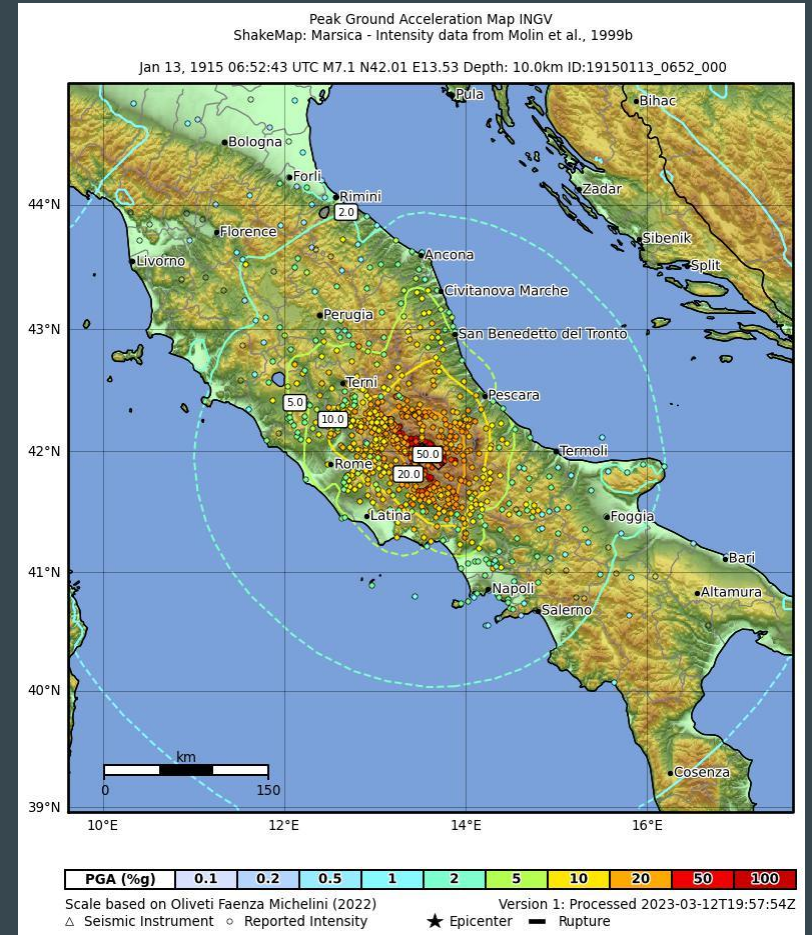 Peak Ground Acceleration Map INGV
ShakeMap: Marsica - Intensity data from Molin et al., 1999b
Jan 13, 1915 06:52:43 UTC M7.1 N42.01 E13.53 Depth: 10.0km ID:19150113_0652_000
Pula
Bihac
Bologna
Forli
Zadar
Rimini
44°N
2.0
Florence
Sibenik
Ancona
Livorno
Split
Civitanova Marche
Perugia
43°N
San Benedetto del Tronto
Terni
Pescara
5.0
10.0
42°N
Termoli
50.0
Rome
20.0
Latina
Foggia
Bari
41°N
Napoli
Altamura
Salerno
40°N
km
Cosenza
0
150
39°N
10°E
12°E
14°E
16°E
PGA (%g) 0.1 0.2 0.5 1 2 5 10 20 50 100
Scale based on Oliveti Faenza Michelini (2022) Version 1: Processed 2023-03-12T19:57:54Z
△ Seismic Instrument ○ Reported Intensity ★ Epicenter ▬ Rupture